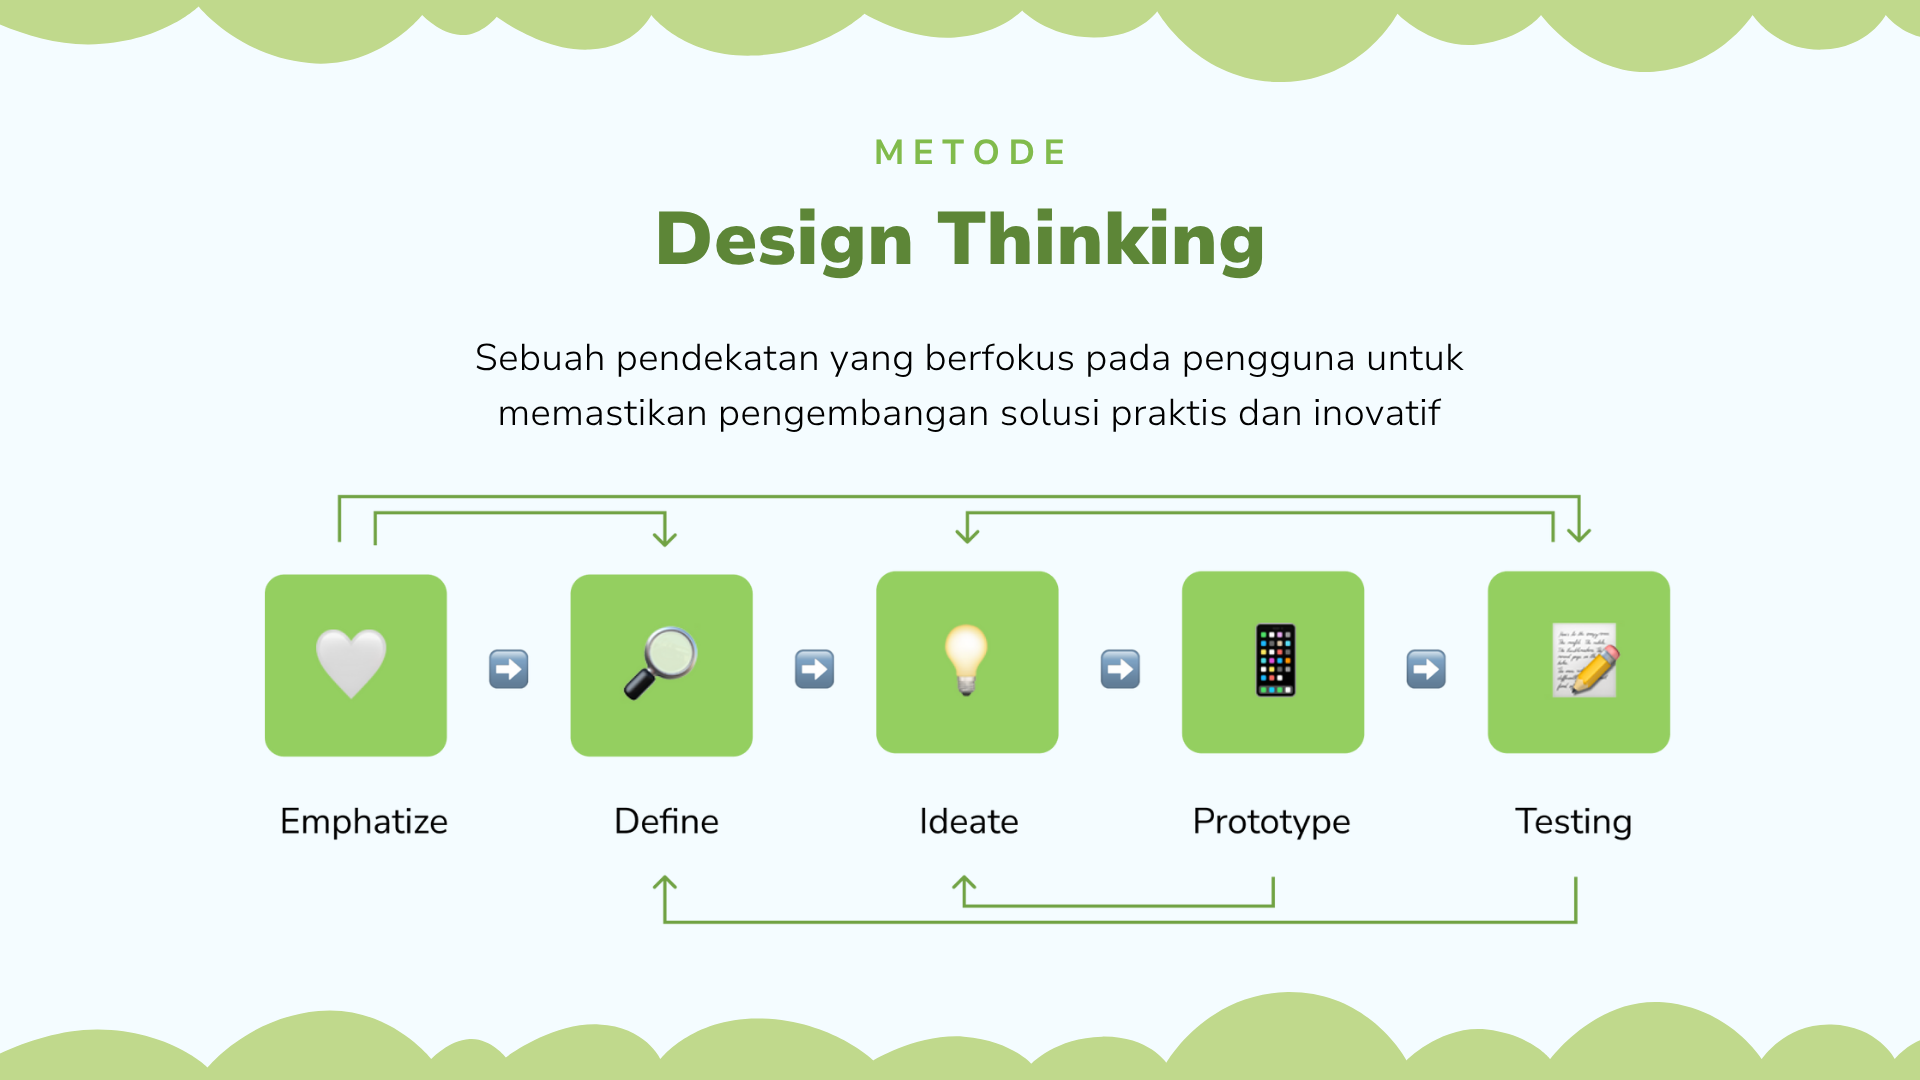 METODE
Design Thinking
Sebuah pendekatan yang berfokus pada pengguna untuk
memastikan pengembangan solusi praktis dan inovatif
Emphatize
Define
Ideate
Prototype
Testing